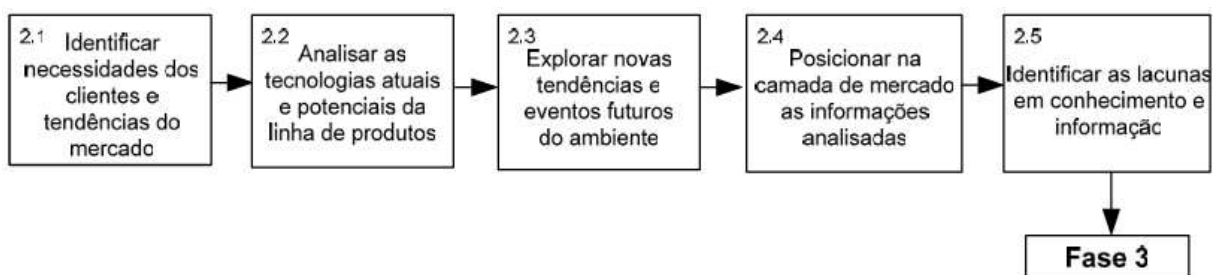 2.1 Identificar
necessidades dos
clientes e
tendências do
mercado
2.2
Analisar as
tecnologias atuais
e potenciais da
linha de produtos
2.3
Explorar novas
tendências e
eventos futuros
do ambiente
2.4
Posicionar na
camada de mercado
as informações
analisadas
2.5
Identificar as lacunas
em conhecimento e
informação
Fase 3